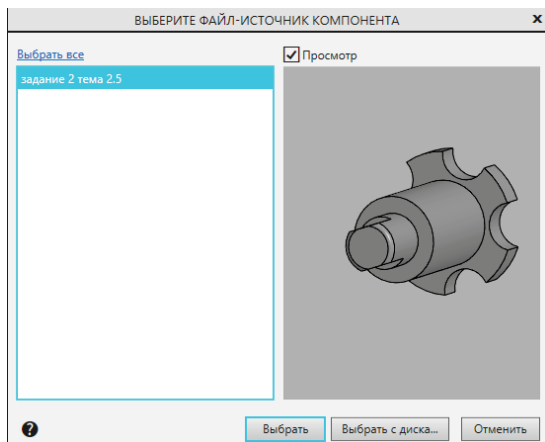 ВЫБЕРИТЕ ФАЙЛ-ИСТОЧНИК КОМПОНЕНТА x
Выбрать все
Просмотр
задание 2 тема 2.5
? Выбрать Выбрать с диска... Отменить